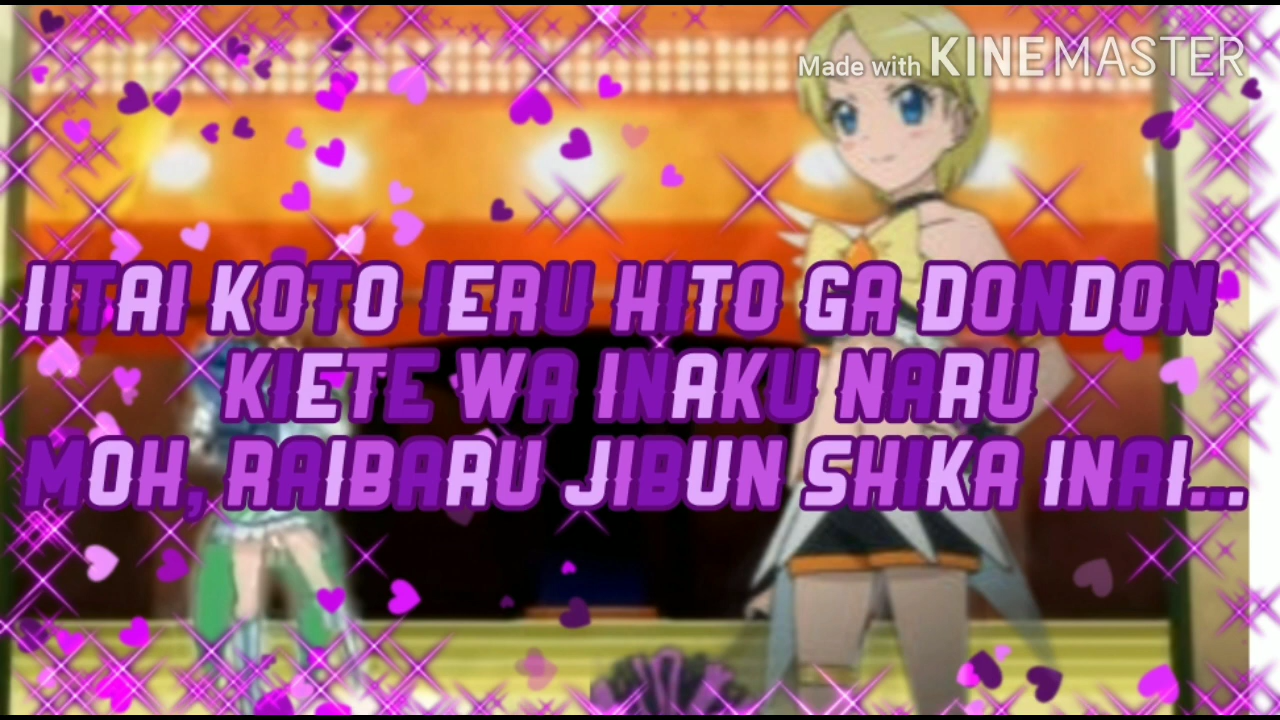 Made with KINEMASTER
IITAI KOTO IERU HITO GA DONDON
KIETE WA INAKU NARU
MOH, RAIBARU JIBUN SHIKA INAI...